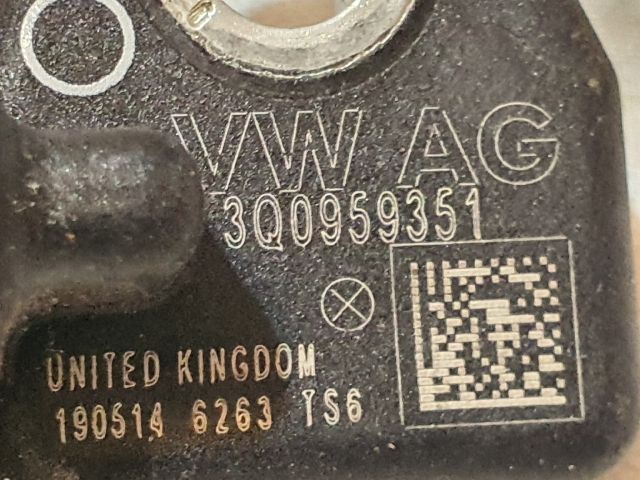 VW AG
3Q0959351
UNITED KINGDOM
190514 6263 TS6